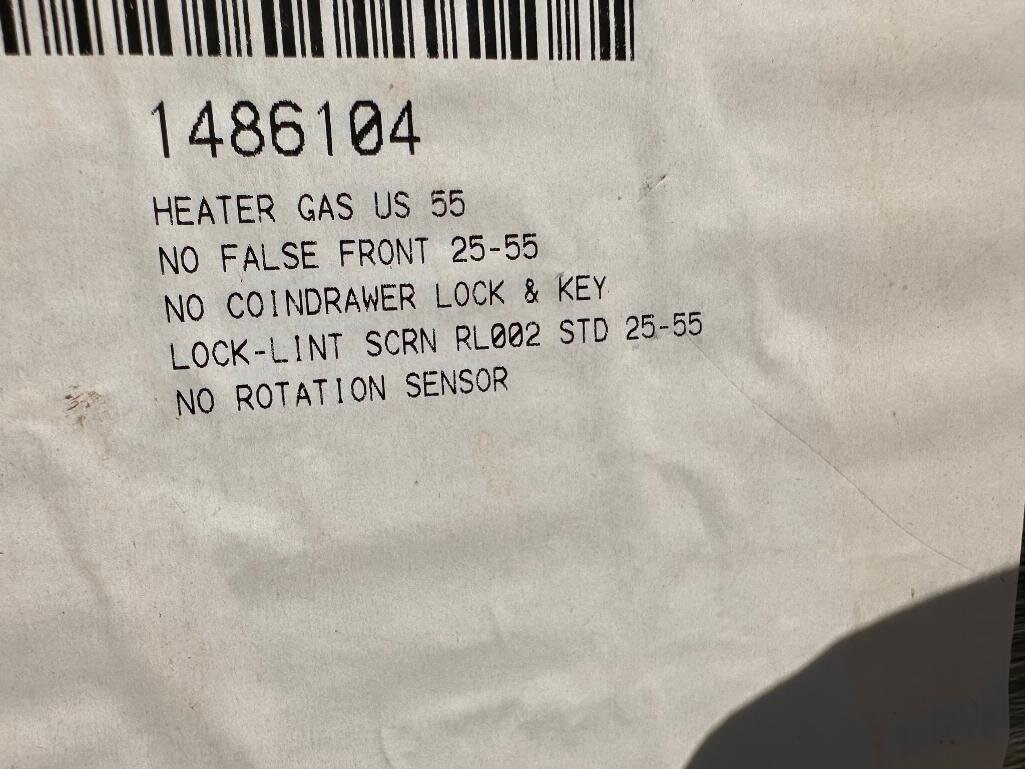 1486104
HEATER GAS US 55
NO FALSE FRONT 25-55
NO COINDRAWER LOCK & KEY
LOCK-LINT SCRN RL002 STD 25-55
NO ROTATION SENSOR